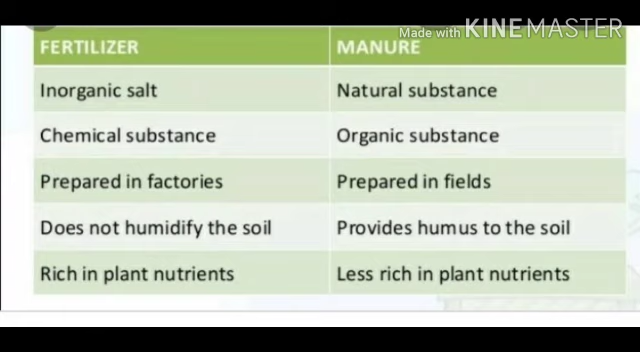 Made with KINEMASTER
FERTILIZER MANURE
Inorganic salt Natural substance
Chemical substance Organic substance
Prepared in factories Prepared in fields
Does not humidify the soil Provides humus to the soil
Rich in plant nutrients Less rich in plant nutrients